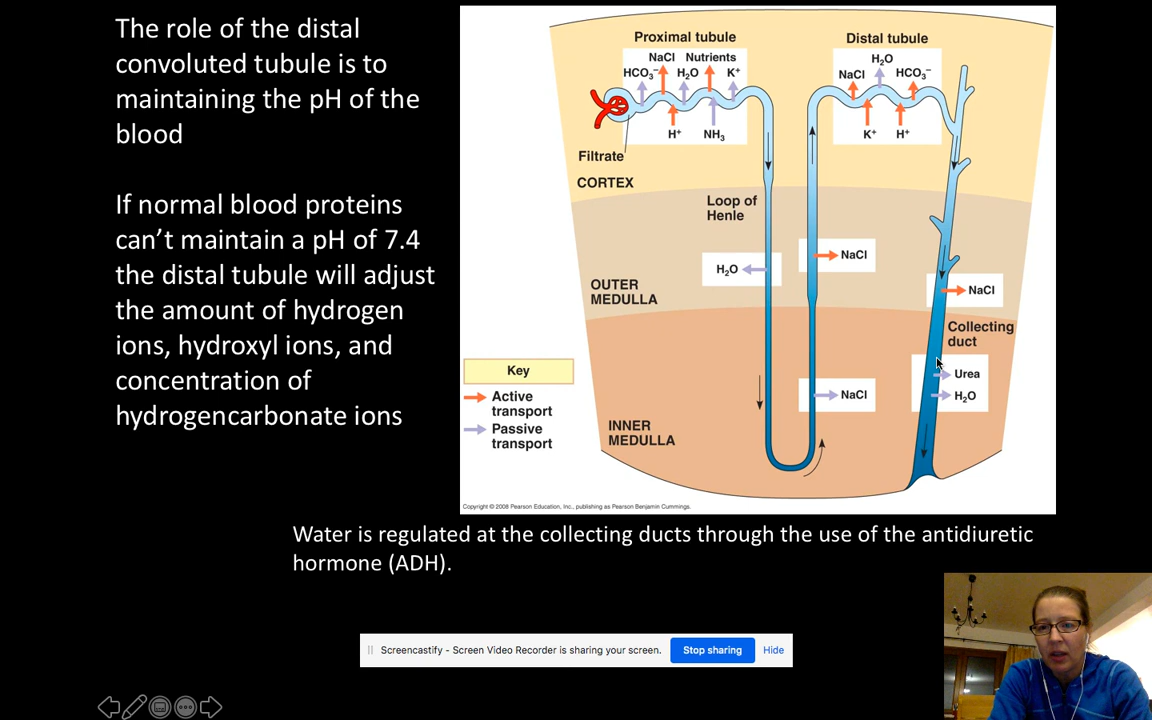 The role of the distal
convoluted tubule is to
maintaining the pH of the
blood
If normal blood proteins
can't maintain a pH of 7.4
the distal tubule will adjust
the amount of hydrogen
ions, hydroxyl ions, and
concentration of
hydrogencarbonate ions
Proximal tubule
NaCl Nutrients
HCO₃⁻ H₂O K⁺
H⁺ NH₃
Filtrate
CORTEX
Distal tubule
H₂O
NaCl HCO₃⁻
K⁺ H⁺
Loop of
Henle
H₂O
NaCl
OUTER
MEDULLA
NaCl
Collecting
duct
Urea
H₂O
NaCl
INNER
MEDULLA
Key
Active
transport
Passive
transport
Copyright © 2008 Pearson Education, Inc., publishing as Pearson Benjamin Cummings.
Water is regulated at the collecting ducts through the use of the antidiuretic
hormone (ADH).
Screencastify - Screen Video Recorder is sharing your screen. Stop sharing Hide